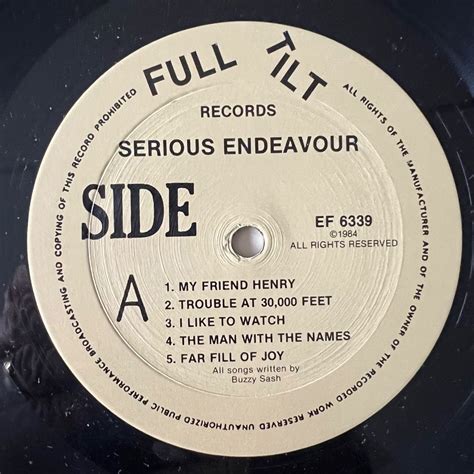 FULL TILT
RECORDS
SERIOUS ENDEAVOUR
SIDE
A
EF 6339
©1984
ALL RIGHTS RESERVED
1. MY FRIEND HENRY
2. TROUBLE AT 30,000 FEET
3. I LIKE TO WATCH
4. THE MAN WITH THE NAMES
5. FAR FILL OF JOY
All songs written by
Buzzy Sash
ALL RIGHTS OF THE MANUFACTURER AND OF THE OWNER OF THE RECORDED WORK RESERVED UNAUTHORIZED PUBLIC PERFORMANCE BROADCASTING AND COPYING OF THIS RECORD PROHIBITED